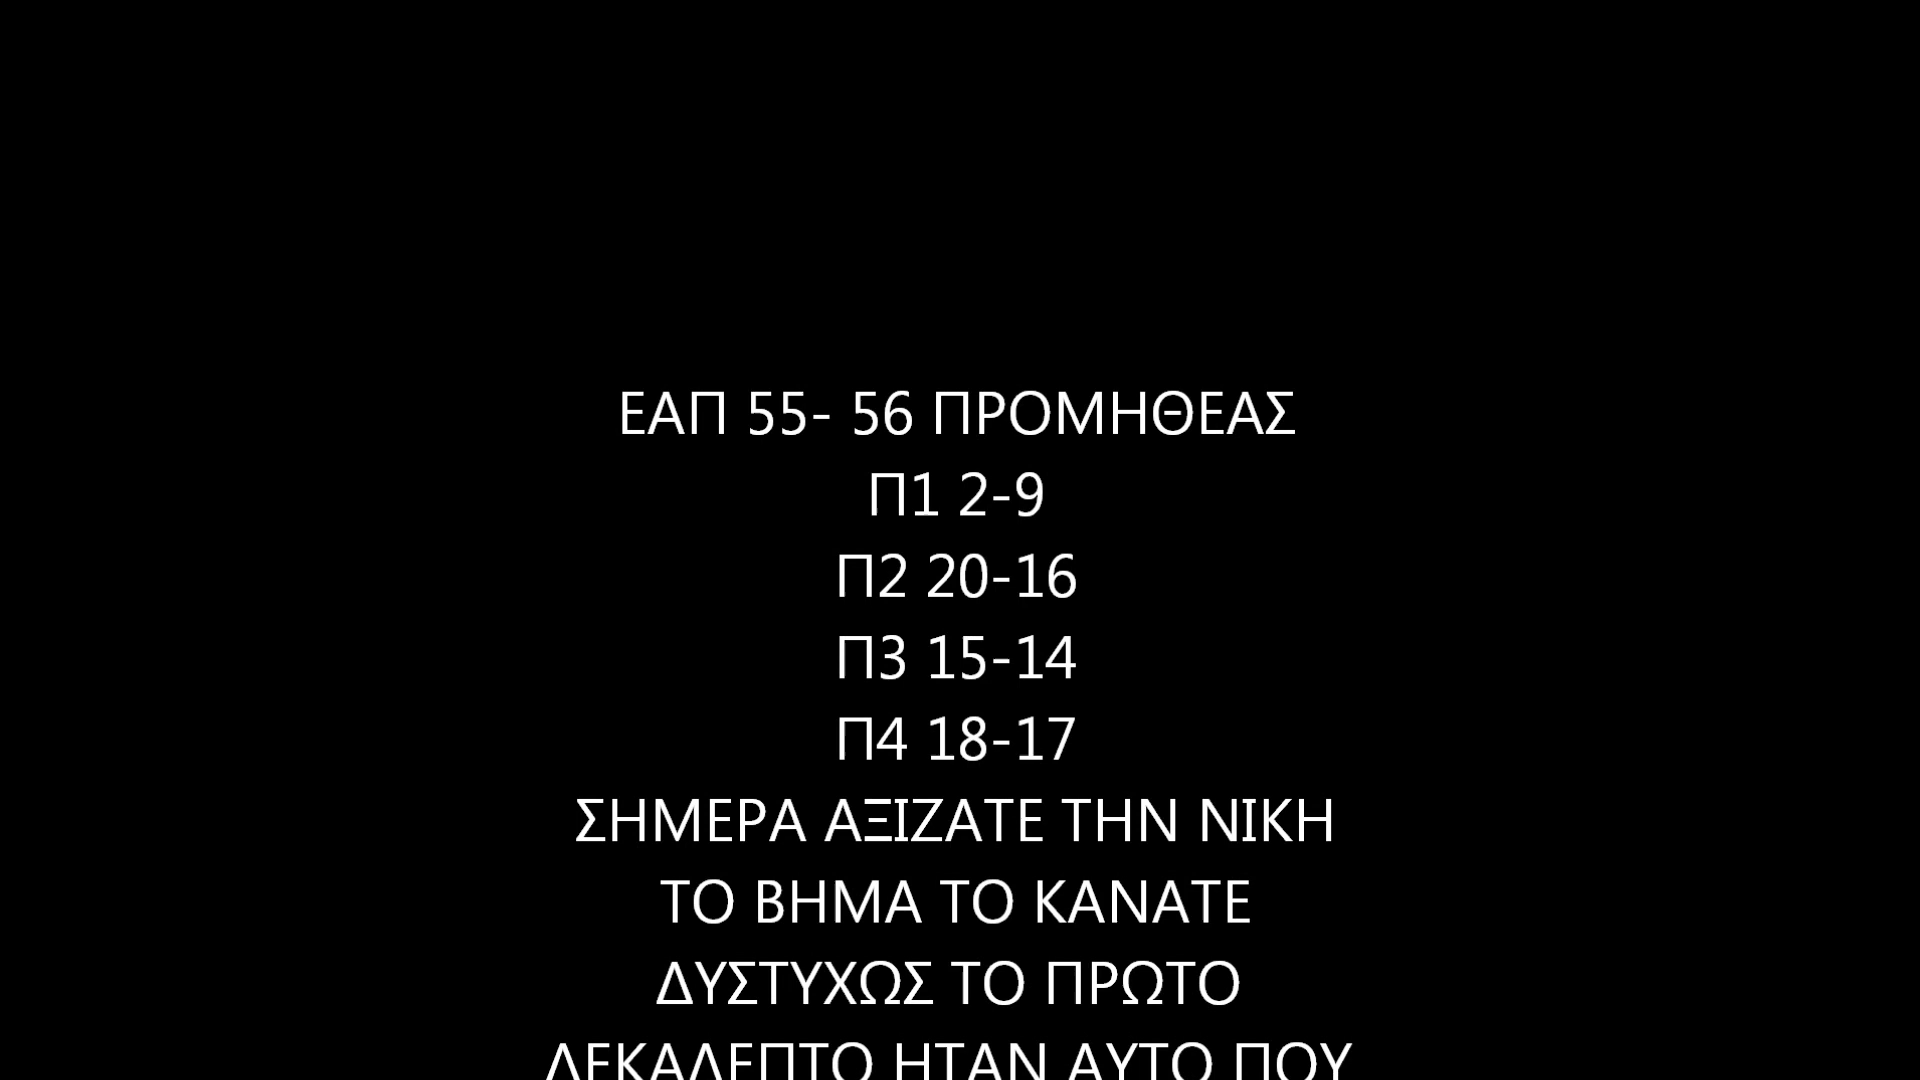 ΕΑΠ 55- 56 ΠΡΟΜΗΘΕΑΣ
Π1 2-9
Π2 20-16
Π3 15-14
Π4 18-17
ΣΗΜΕΡΑ ΑΞΙΖΑΤΕ ΤΗΝ ΝΙΚΗ
ΤΟ ΒΗΜΑ ΤΟ ΚΑΝΑΤΕ
ΔΥΣΤΥΧΩΣ ΤΟ ΠΡΩΤΟ
ΔΕΚΑΛΕΠΤΟ ΗΤΑΝ ΑΥΤΟ ΠΟΥ